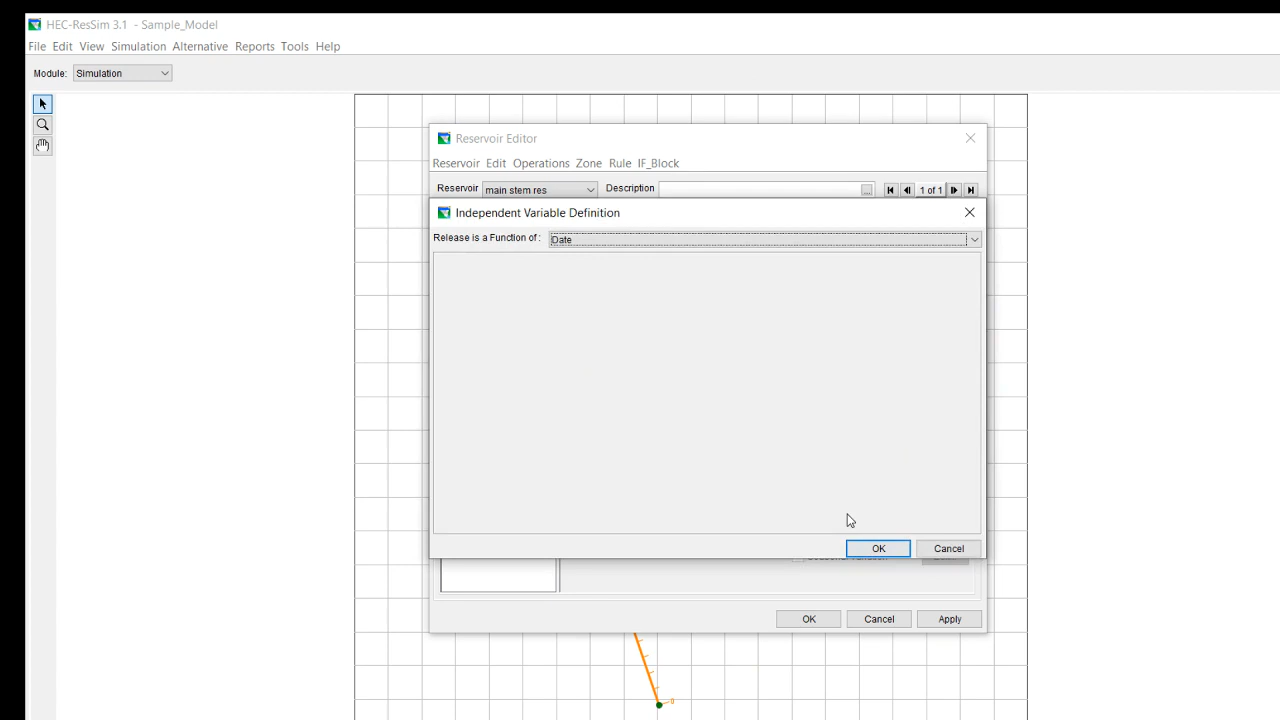 HEC-ResSim 3.1 - Sample_Model
File Edit View Simulation Alternative Reports Tools Help
Module: Simulation
Reservoir Editor
Reservoir Edit Operations Zone Rule IF_Block
Reservoir main stem res Description ... 1 of 1
Independent Variable Definition
Release is a Function of: Date
OK Cancel
OK Cancel Apply
0